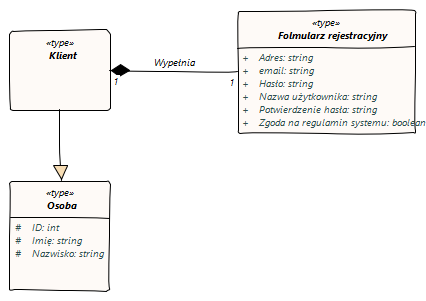 «type»
Klient
Wypełnia
1
1
«type»
Folmularz rejestracyjny
+ Adres: string
+ email: string
+ Hasło: string
+ Nazwa użytkownika: string
+ Potwierdzenie hasła: string
+ Zgoda na regulamin systemu: boolean
«type»
Osoba
# ID: int
# Imię: string
# Nazwisko: string